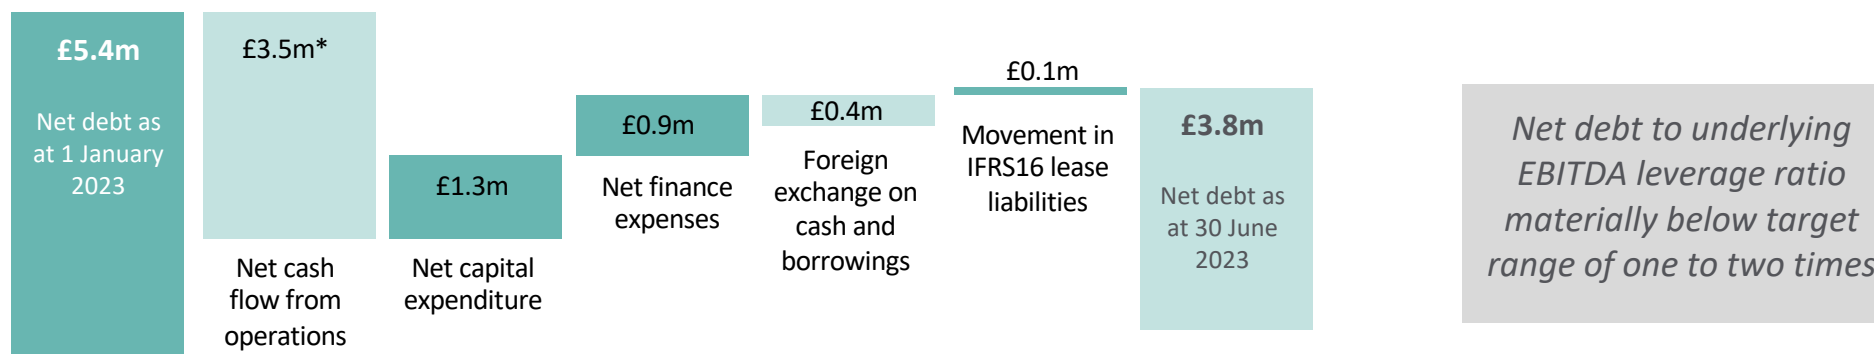 £5.4m
Net debt as
at 1 January
2023
£3.5m*
Net cash
flow from
operations
£1.3m
Net capital
expenditure
£0.9m
Net finance
expenses
£0.4m
Foreign
exchange on
cash and
borrowings
£0.1m
Movement in
IFRS16 lease
liabilities
£3.8m
Net debt as
at 30 June
2023
Net debt to underlying
EBITDA leverage ratio
materially below target
range of one to two times